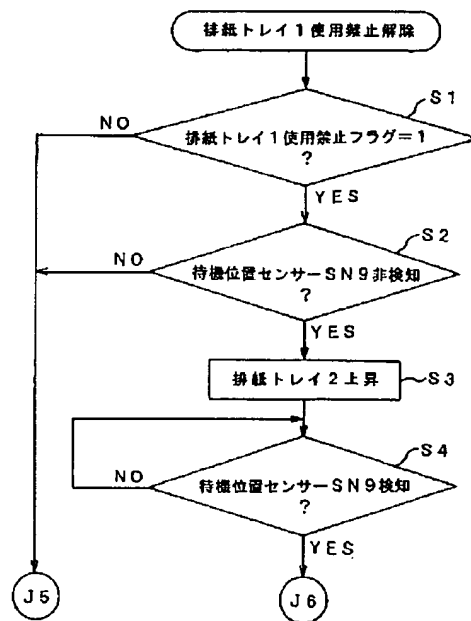 排紙トレイ1使用禁止解除
S1
NO
排紙トレイ1使用禁止フラグ=1
?
YES
S2
NO
待機位置センサーSN9非検知
?
YES
排紙トレイ2上昇
S3
S4
NO
待機位置センサーSN9検知
?
YES
J5
J6